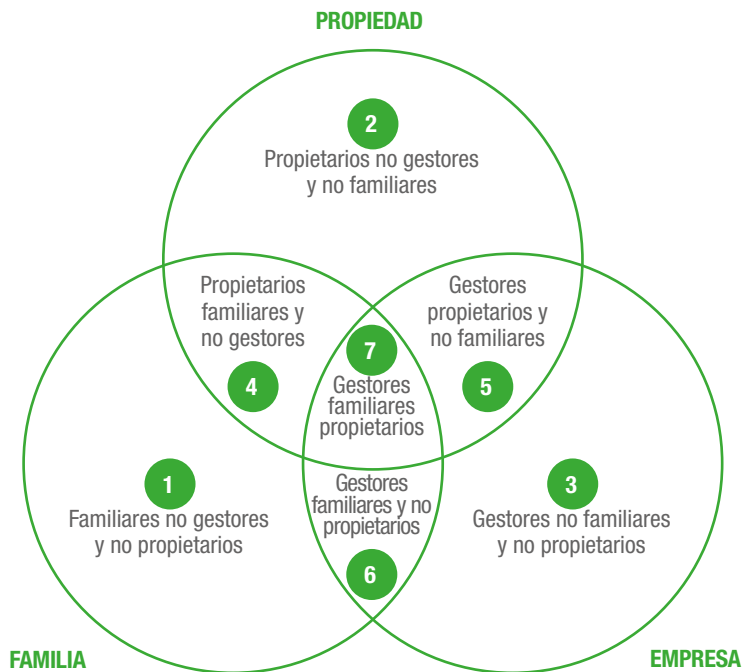 PROPIEDAD
2
Propietarios no gestores
y no familiares
Propietarios
familiares y
no gestores
4
Gestores
propietarios y
no familiares
5
7
Gestores
familiares
propietarios
1
Familiares no gestores
y no propietarios
Gestores
familiares y no
propietarios
6
3
Gestores no familiares
y no propietarios
FAMILIA
EMPRESA